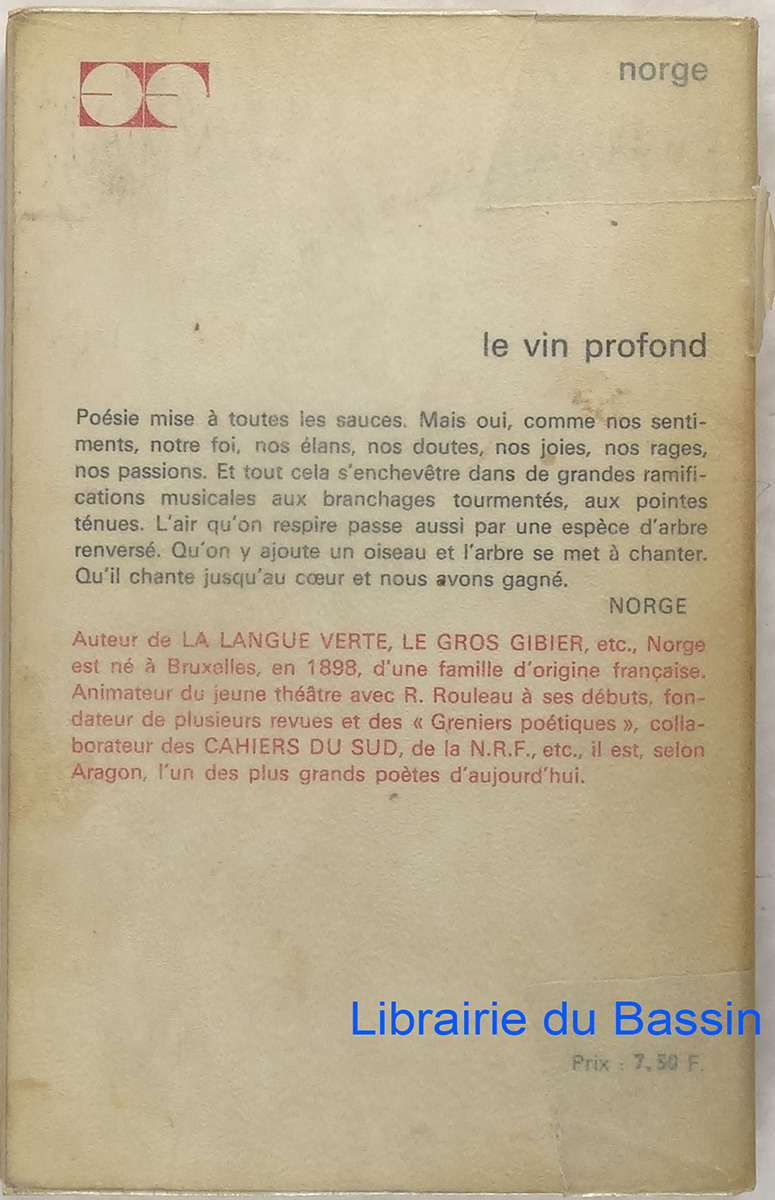 norge
le vin profond
Poésie mise à toutes les sauces. Mais oui, comme nos senti-
ments, notre foi, nos élans, nos doutes, nos joies, nos rages,
nos passions. Et tout cela s'enchevêtre dans de grandes ramifi-
cations musicales aux branchages tourmentés, aux pointes
ténues. L'air qu'on respire passe aussi par une espèce d'arbre
renversé. Qu'on y ajoute un oiseau et l'arbre se met à chanter.
Qu'il chante jusqu'au cœur et nous avons gagné.
NORGE
Auteur de LA LANGUE VERTE, LE GROS GIBIER, etc., Norge
est né à Bruxelles, en 1898, d'une famille d'origine française.
Animateur du jeune théâtre avec R. Rouleau à ses débuts, fon-
dateur de plusieurs revues et des « Greniers poétiques », colla-
borateur des CAHIERS DU SUD, de la N.R.F., etc., il est, selon
Aragon, l'un des plus grands poètes d'aujourd'hui.
Librairie du Bassin
Prix : 7,50 F.